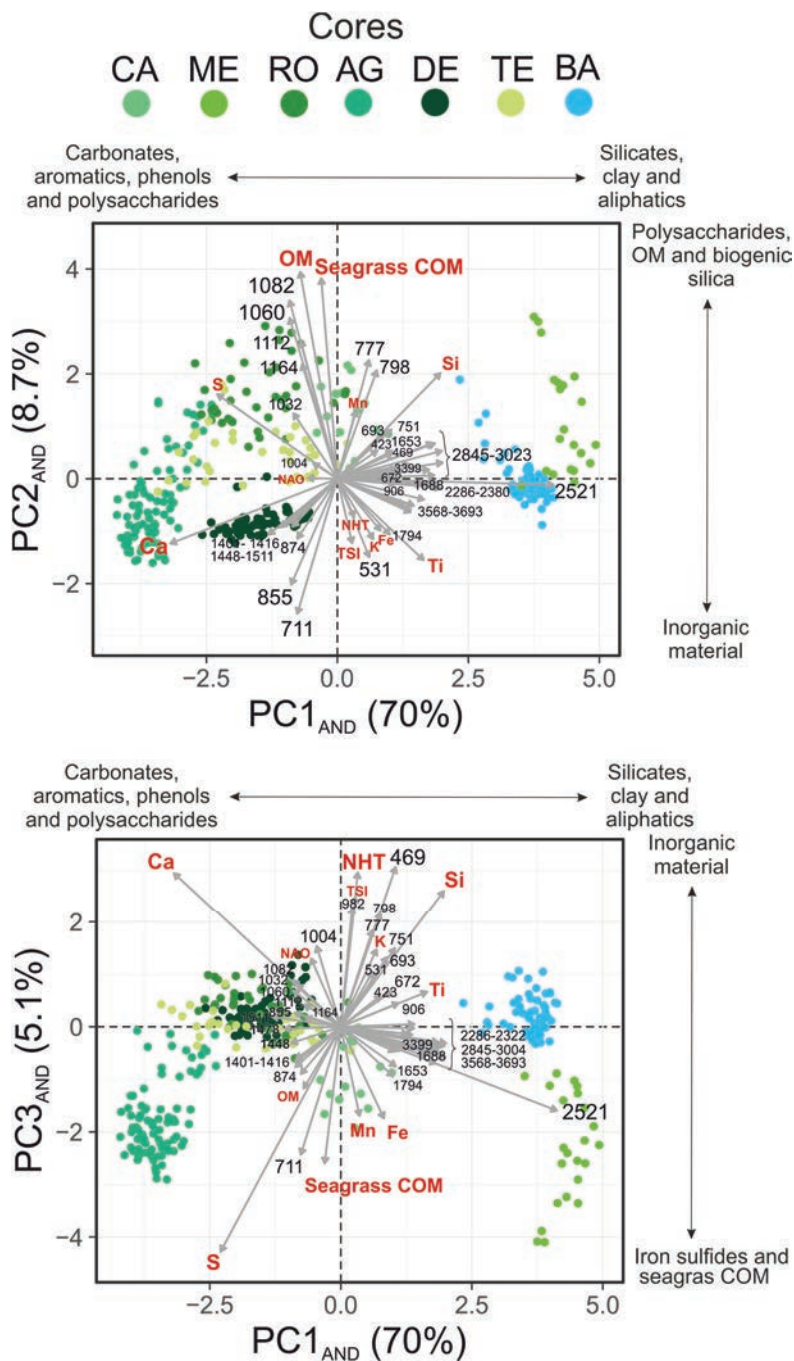 Cores
CA ME RO AG DE TE BA
Carbonates,
aromatics, phenols
and polysaccharides
Silicates,
clay and
aliphatics
Polysaccharides,
OM and biogenic
silica
OM
Seagrass COM
1082
1060
1112
1164
777
798
Si
S
1032
Mn
693
751
423
1653
469
2845-3023
1004
NAO
3399
672
1688
906
2286-2380
2521
3568-3693
NHT
1794
Fe
K
TSI
531
Ti
Ca
1448-1511
874
855
711
4
2
0
−2
PC2AND (8.7%)
−2.5 0.0 2.5 5.0
PC1AND (70%)
Inorganic
material
Carbonates,
aromatics, phenols
and polysaccharides
Silicates,
clay and
aliphatics
Inorganic
material
Ca
NHT
469
TSI
982
Si
798
777
1004
K
751
NAO
693
531
672
Ti
423
906
1032
1060
1164
1448
1401-1416
874
OM
3399
1688
1653
1794
2286-2322
2845-3004
3568-3693
2521
Mn
Fe
711
Seagrass COM
S
2
0
−2
−4
PC3AND (5.1%)
−2.5 0.0 2.5 5.0
PC1AND (70%)
Iron sulfides and
seagras COM